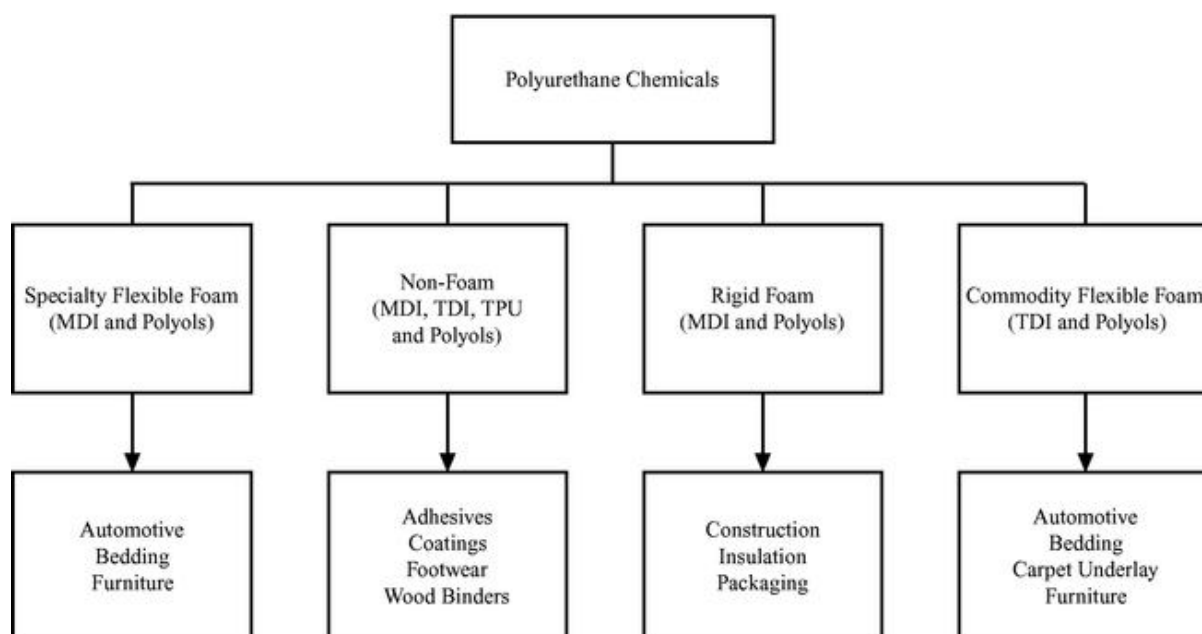 Polyurethane Chemicals
Specialty Flexible Foam
(MDI and Polyols)
Non-Foam
(MDI, TDI, TPU
and Polyols)
Rigid Foam
(MDI and Polyols)
Commodity Flexible Foam
(TDI and Polyols)
Automotive
Bedding
Furniture
Adhesives
Coatings
Footwear
Wood Binders
Construction
Insulation
Packaging
Automotive
Bedding
Carpet Underlay
Furniture